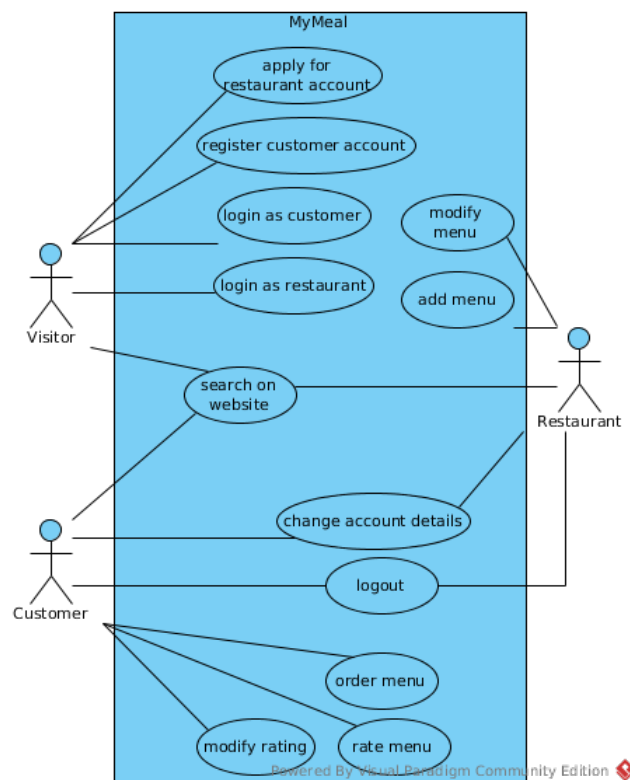 MyMeal
apply for
restaurant account
register customer account
login as customer
modify
menu
login as restaurant
add menu
Visitor
search on
website
Restaurant
change account details
logout
Customer
order menu
modify rating
rate menu
Powered By Visual Paradigm Community Edition